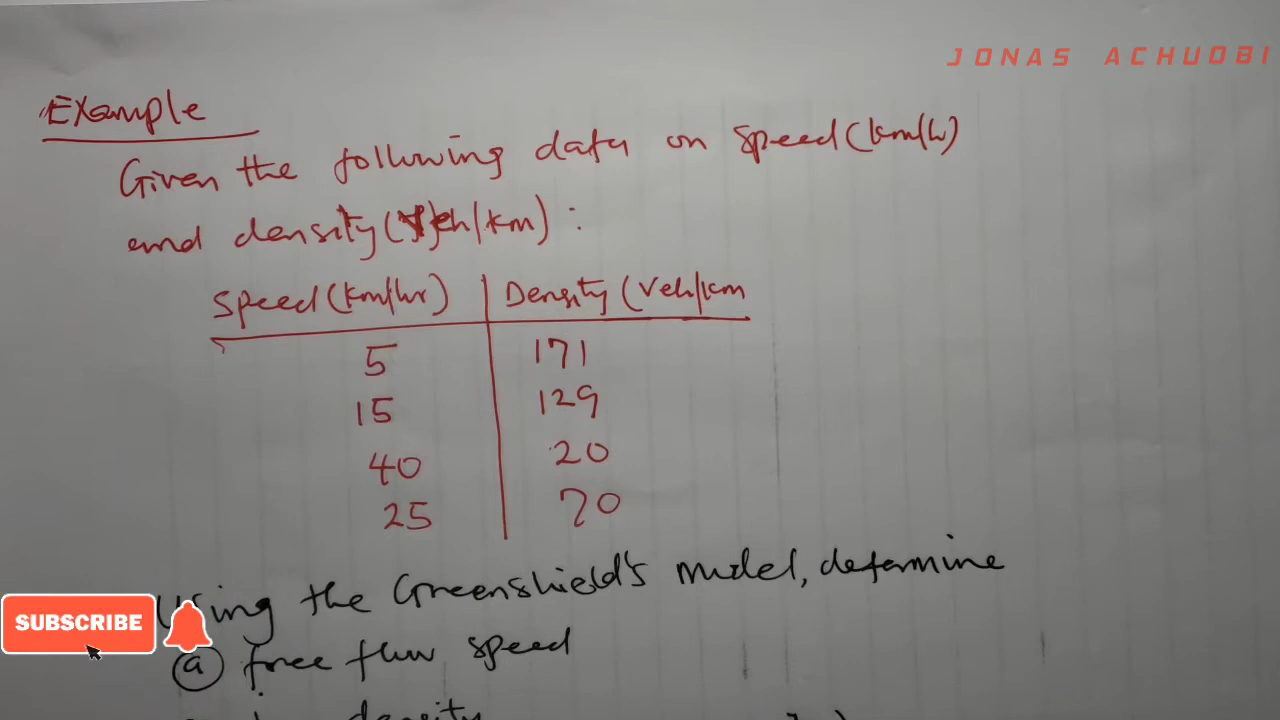 JONAS ACHUOBI
Example
Given the following data on speed (km/h)
and density (Veh/km) :
Speed (km/hr) Density (Veh/km
5 171
15 129
40 20
25 70
Using the Greenshield's model, determine
SUBSCRIBE
(a) free flow speed
density